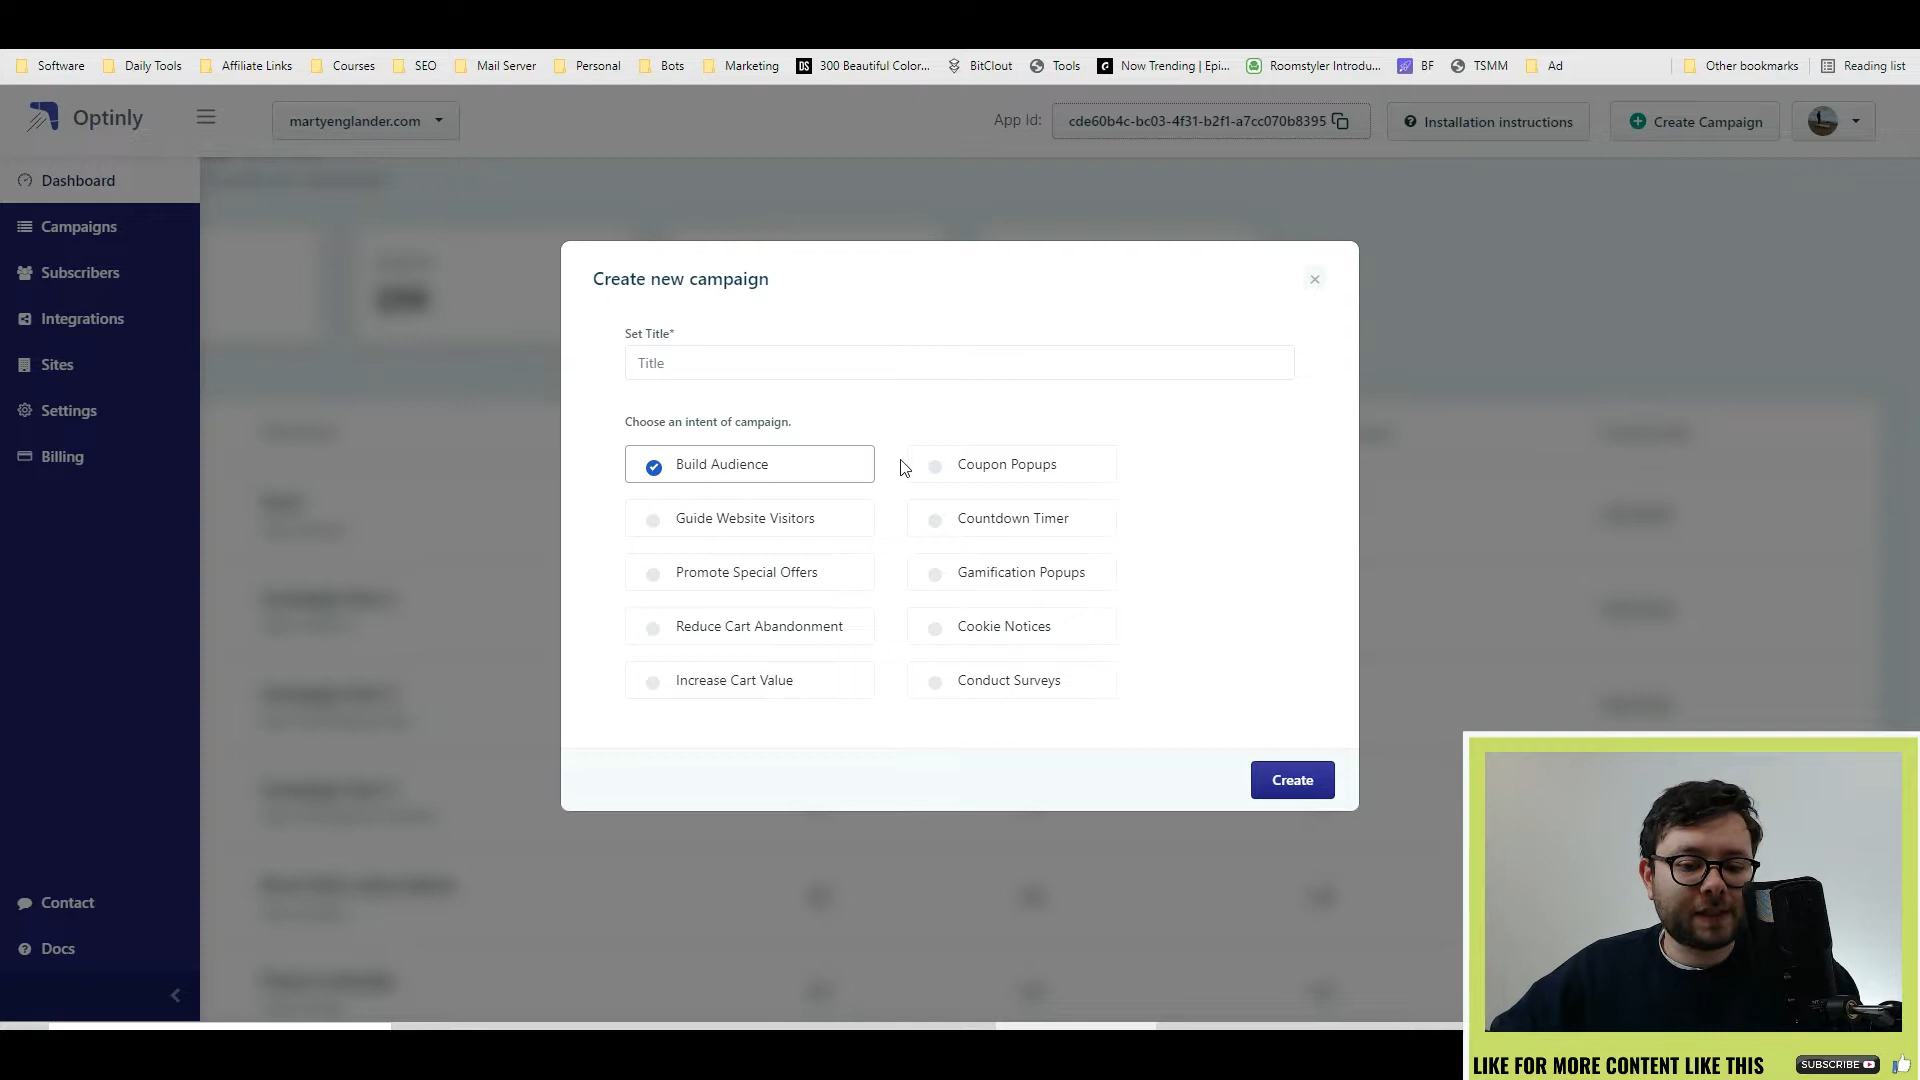 Software Daily Tools Affiliate Links Courses SEO Mail Server Personal Bots Marketing DS 300 Beautiful Color... BitClout Tools Now Trending | Epi... Roomstyler Introdu... BF TSMM Ad Other bookmarks Reading list
Optinly martyenglander.com App Id: cde60b4c-bc03-4f31-b2f1-a7cc070b8395 Installation instructions Create Campaign
Dashboard
Campaigns
Subscribers
Integrations
Sites
Settings
Billing
Contact
Docs
Create new campaign
Set Title*
Title
Choose an intent of campaign.
Build Audience Coupon Popups
Guide Website Visitors Countdown Timer
Promote Special Offers Gamification Popups
Reduce Cart Abandonment Cookie Notices
Increase Cart Value Conduct Surveys
Create
LIKE FOR MORE CONTENT LIKE THIS SUBSCRIBE